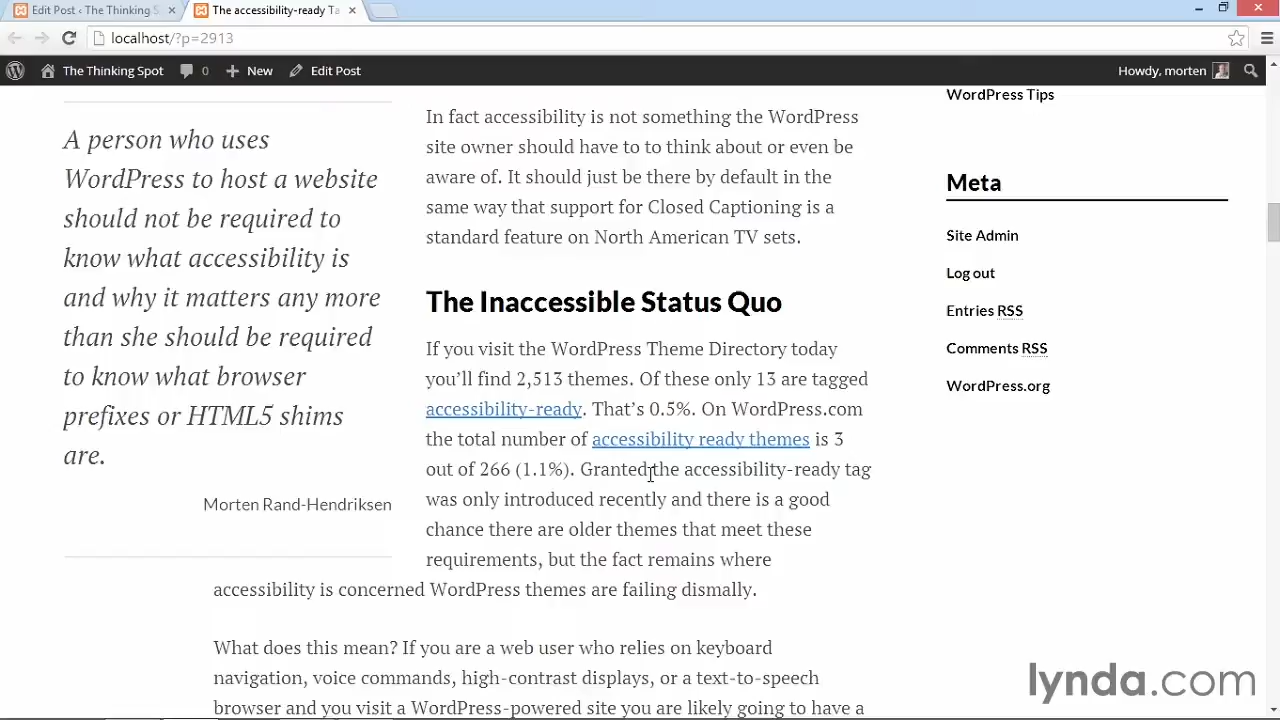 Edit Post ‹ The Thinking S
The accessibility-ready Ta
localhost/?p=2913
The Thinking Spot
0
New
Edit Post
Howdy, morten
A person who uses
WordPress to host a website
should not be required to
know what accessibility is
and why it matters any more
than she should be required
to know what browser
prefixes or HTML5 shims
are.
Morten Rand-Hendriksen
In fact accessibility is not something the WordPress
site owner should have to to think about or even be
aware of. It should just be there by default in the
same way that support for Closed Captioning is a
standard feature on North American TV sets.
The Inaccessible Status Quo
If you visit the WordPress Theme Directory today
you’ll find 2,513 themes. Of these only 13 are tagged
accessibility-ready. That’s 0.5%. On WordPress.com
the total number of accessibility ready themes is 3
out of 266 (1.1%). Granted the accessibility-ready tag
was only introduced recently and there is a good
chance there are older themes that meet these
requirements, but the fact remains where
accessibility is concerned WordPress themes are failing dismally.
What does this mean? If you are a web user who relies on keyboard
navigation, voice commands, high-contrast displays, or a text-to-speech
browser and you visit a WordPress-powered site you are likely going to have a
WordPress Tips
Meta
Site Admin
Log out
Entries RSS
Comments RSS
WordPress.org
lynda.com